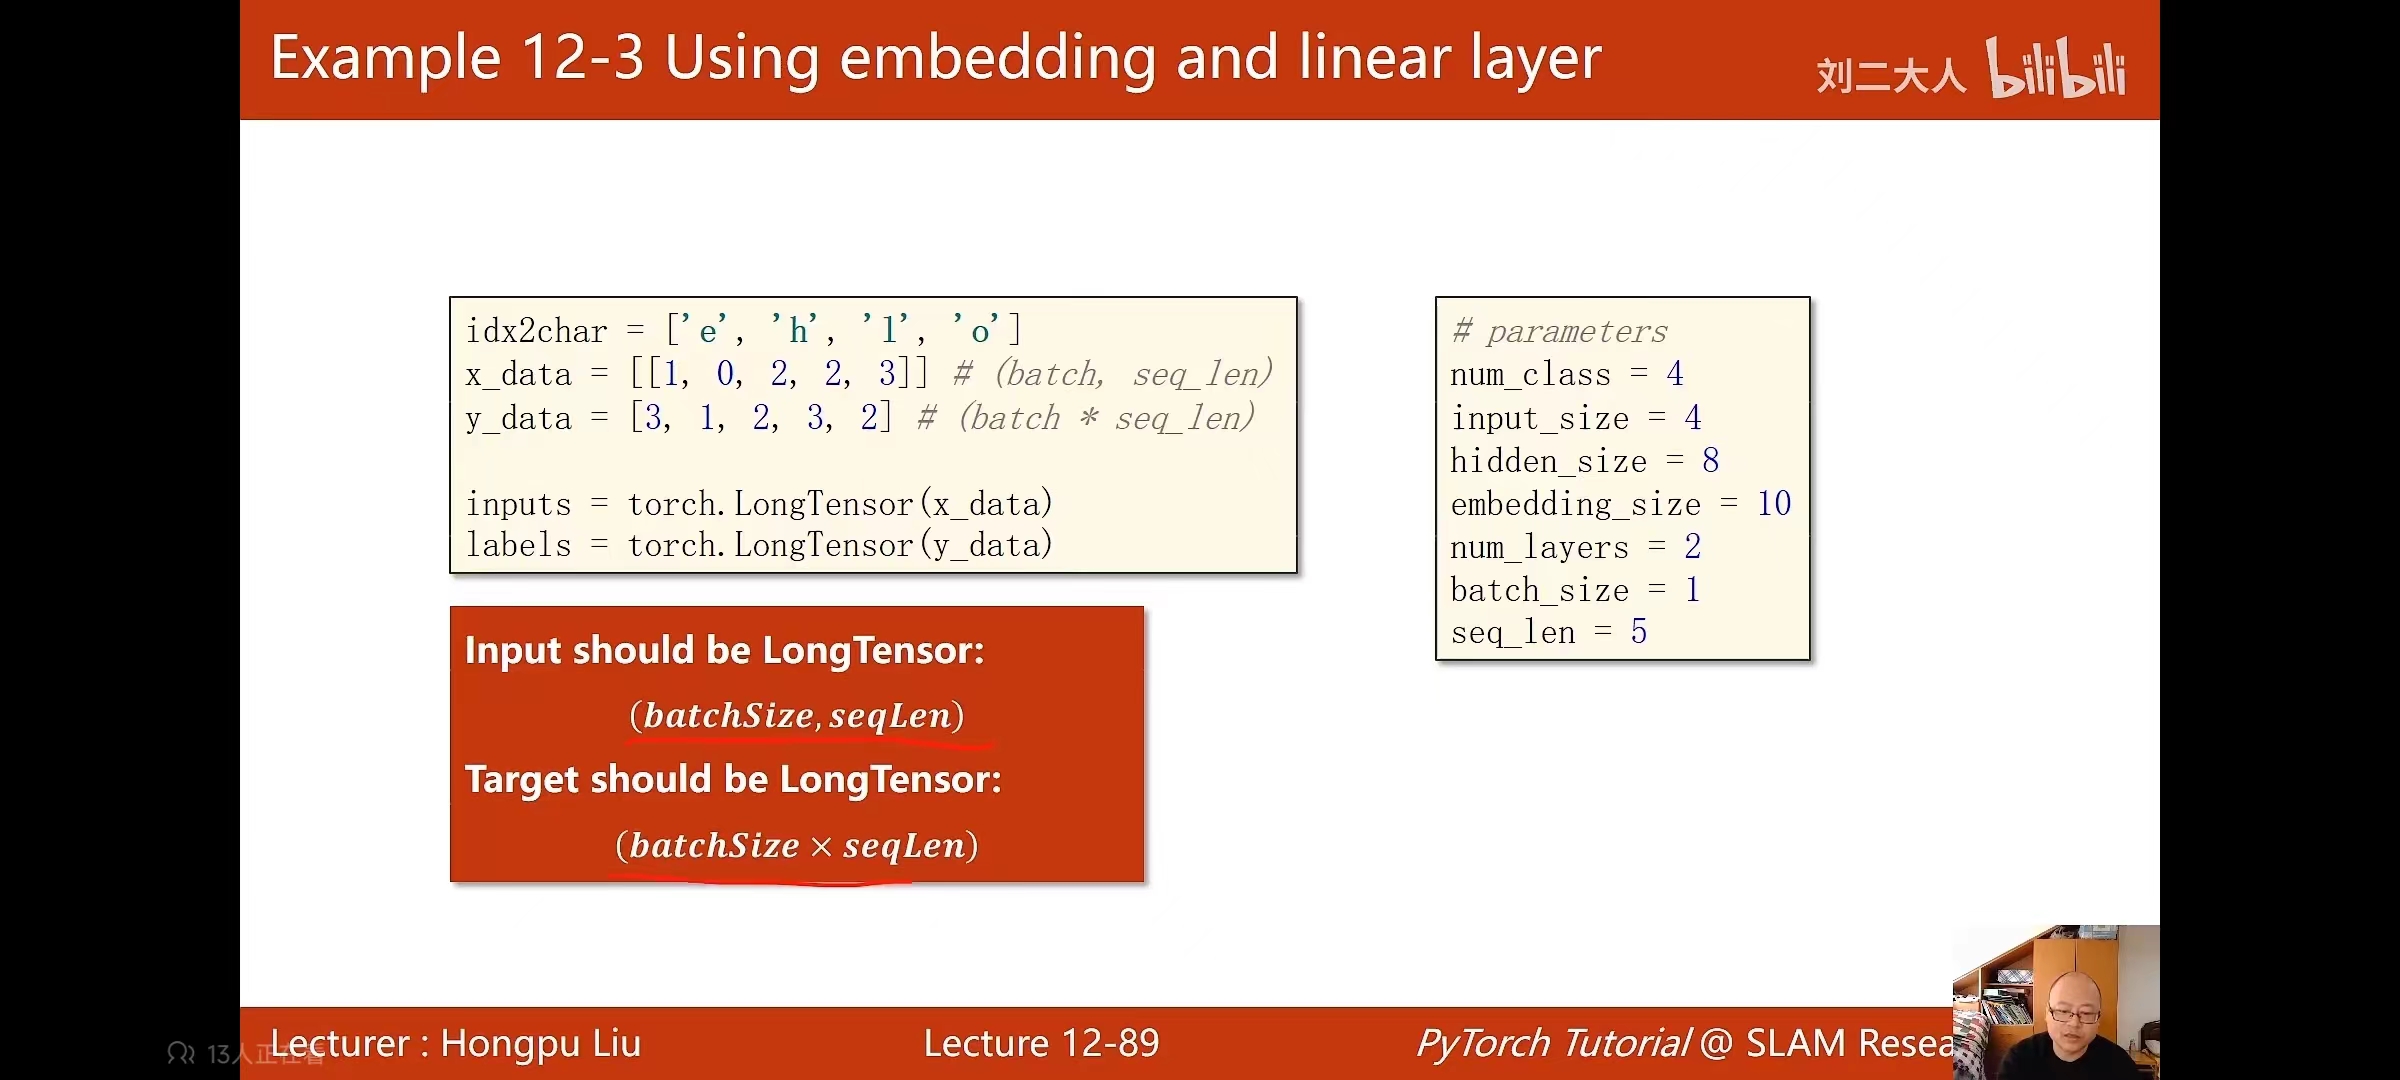 Example 12-3 Using embedding and linear layer
刘二大人 bilibili
idx2char = ['e', 'h', 'l', 'o']
x_data = [[1, 0, 2, 2, 3]] # (batch, seq_len)
y_data = [3, 1, 2, 3, 2] # (batch * seq_len)
inputs = torch.LongTensor(x_data)
labels = torch.LongTensor(y_data)
# parameters
num_class = 4
input_size = 4
hidden_size = 8
embedding_size = 10
num_layers = 2
batch_size = 1
seq_len = 5
Input should be LongTensor:
(batchSize, seqLen)
Target should be LongTensor:
(batchSize × seqLen)
Lecturer : Hongpu Liu
Lecture 12-89
PyTorch Tutorial @ SLAM Resea
13人正在看